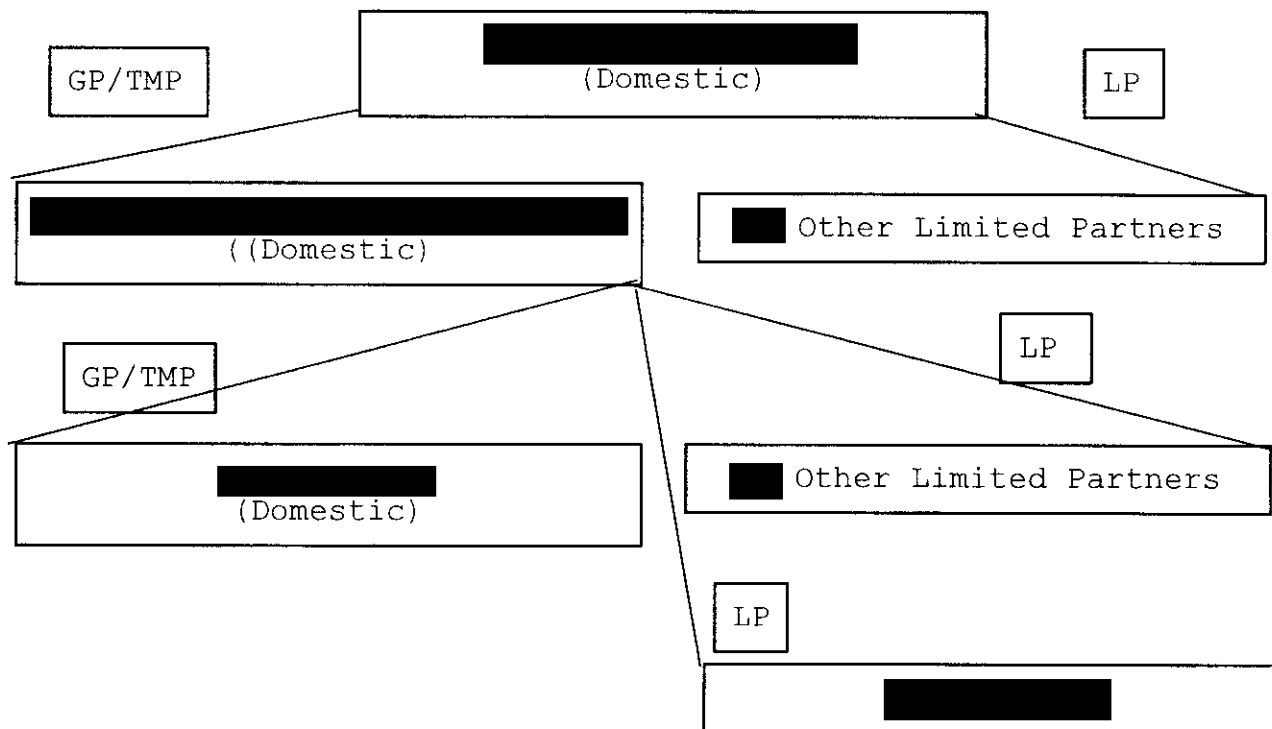 GP/TMP
(Domestic)
LP
((Domestic)
Other Limited Partners
GP/TMP
LP
(Domestic)
Other Limited Partners
LP